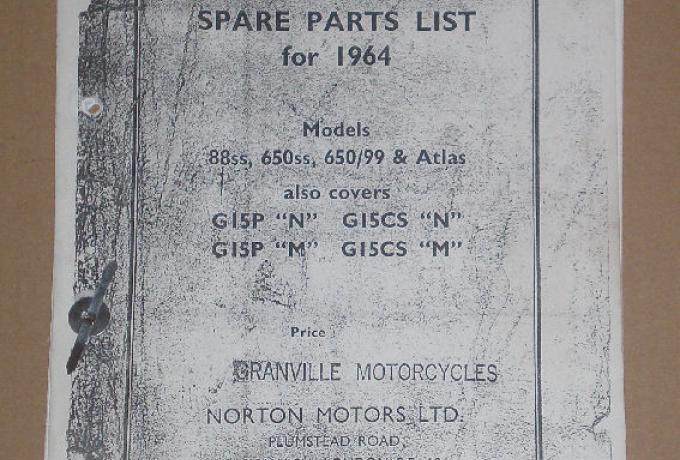 SPARE PARTS LIST
for 1964
Models
88ss, 650ss, 650/99 & Atlas
also covers
G15P "N" G15CS "N"
G15P "M" G15CS "M"
Price
GRANVILLE MOTORCYCLES
NORTON MOTORS LTD.
PLUMSTEAD ROAD,